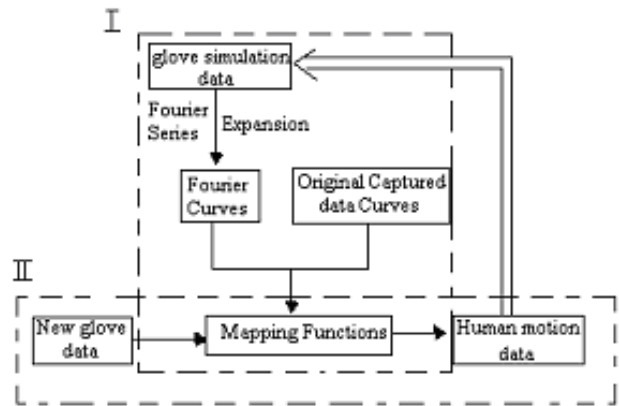 I
glove simulation
data
Fourier
Series
Expansion
Fourier
Curves
Original Captured
data Curves
II
New glove
data
Mapping Functions
Human motion
data